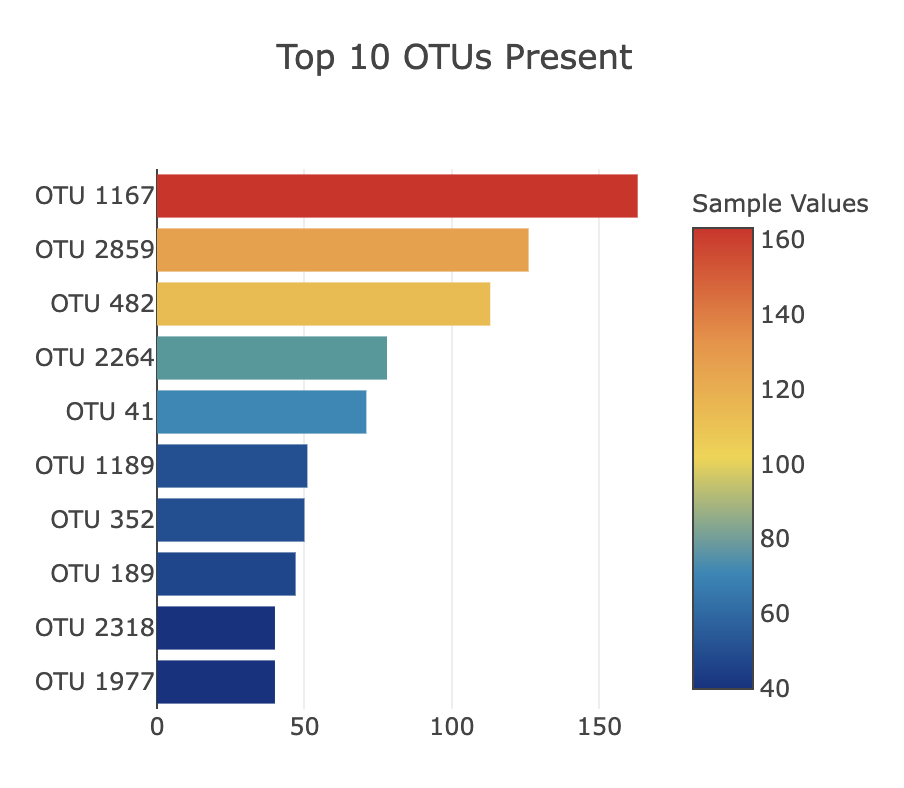 Top 10 OTUs Present
OTU 1167
OTU 2859
OTU 482
OTU 2264
OTU 41
OTU 1189
OTU 352
OTU 189
OTU 2318
OTU 1977
0 50 100 150
Sample Values
160
140
120
100
80
60
40